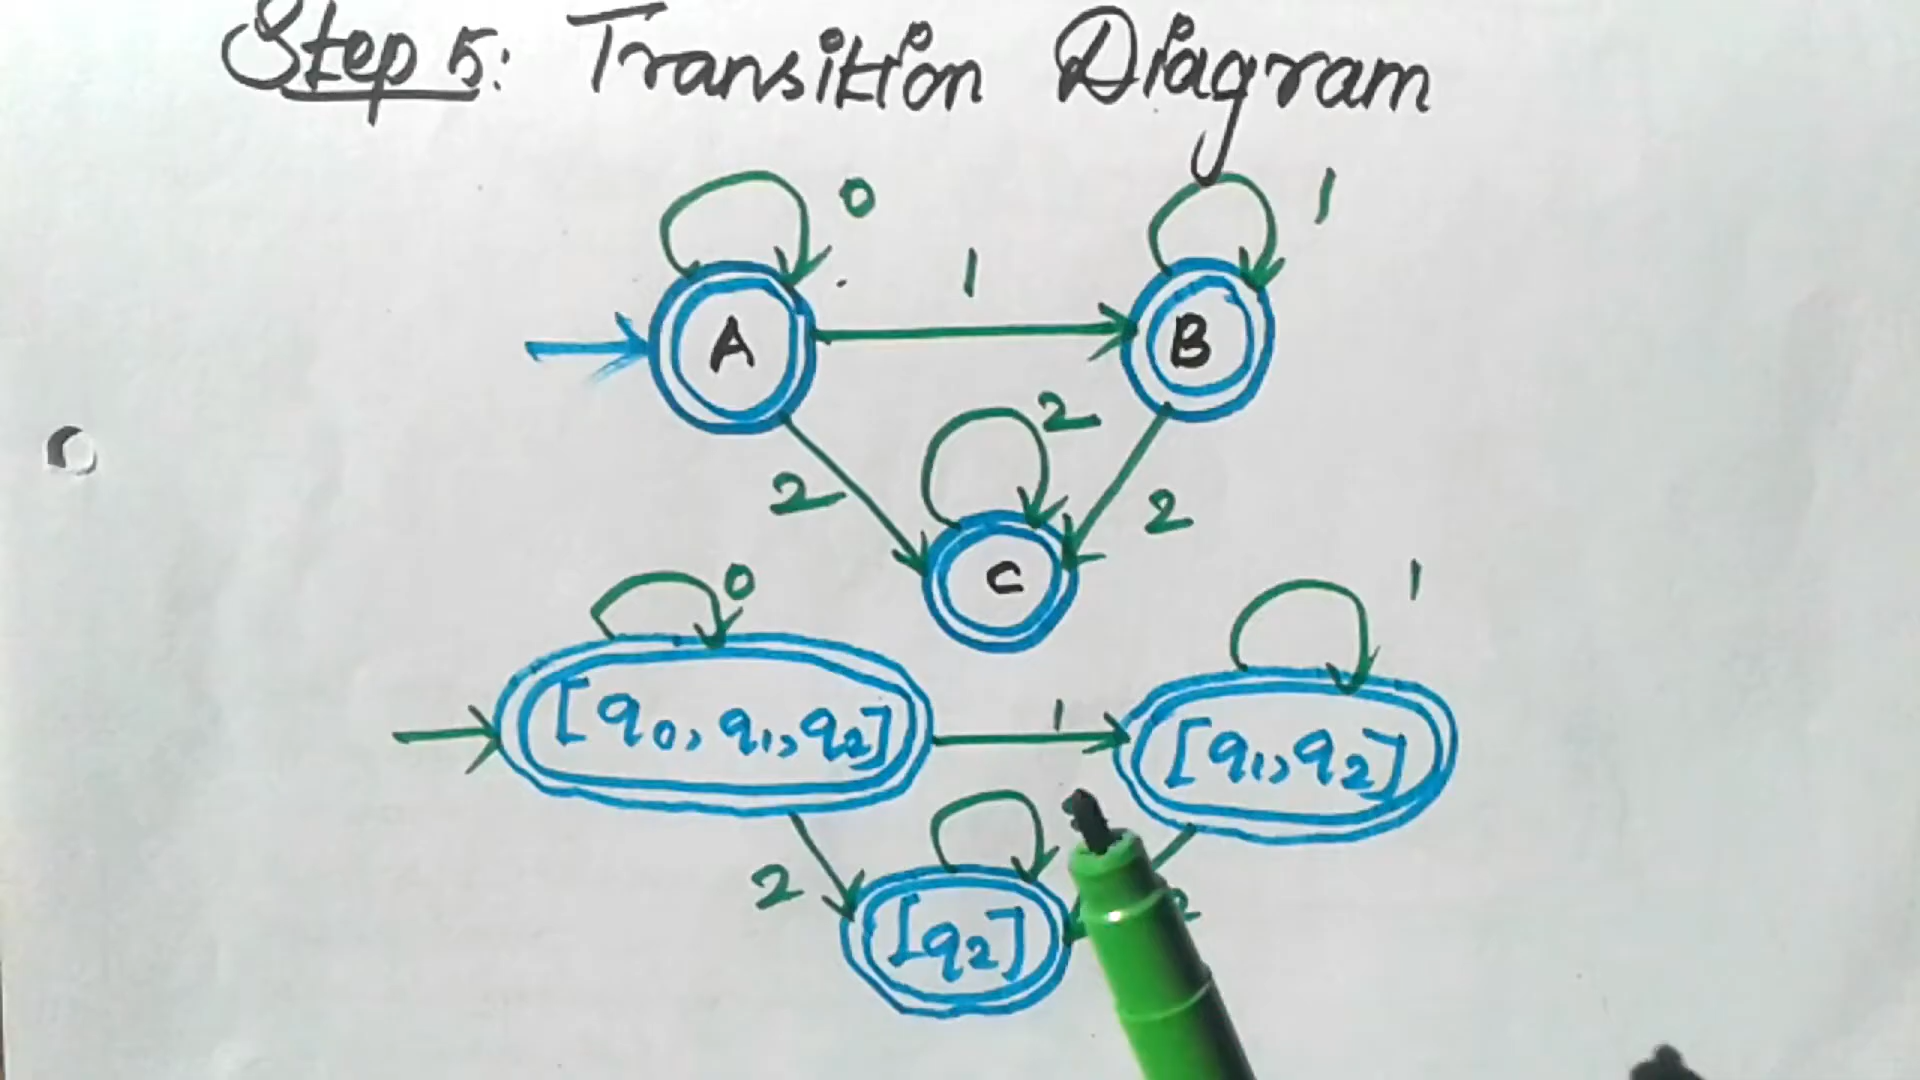 Step 5: Transition Diagram
0 1
1
A B
2
2 2
C
0 1
[q0, q1, q2] 1 [q1, q2]
2
[q2]